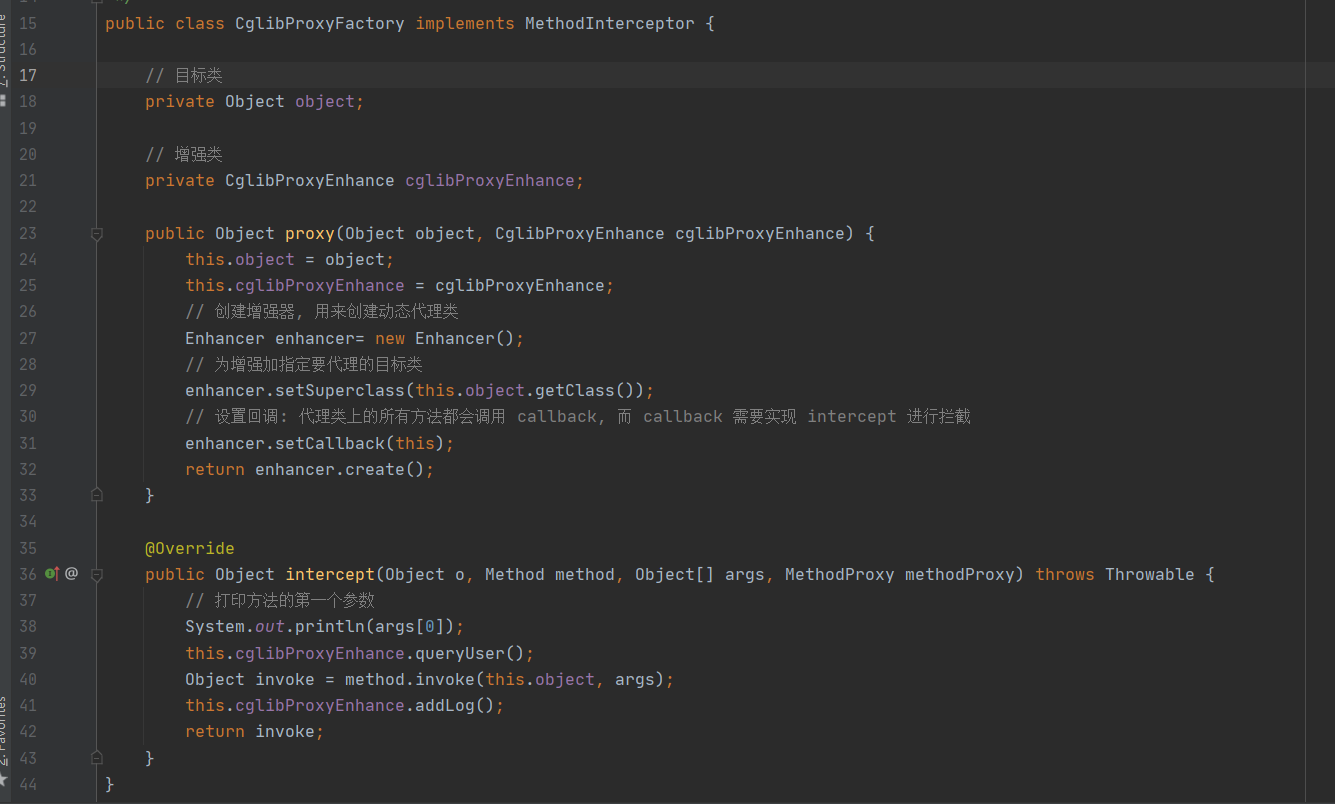 15 public class CglibProxyFactory implements MethodInterceptor {
16
17 // 目标类
18 private Object object;
19
20 // 增强类
21 private CglibProxyEnhance cglibProxyEnhance;
22
23 public Object proxy(Object object, CglibProxyEnhance cglibProxyEnhance) {
24 this.object = object;
25 this.cglibProxyEnhance = cglibProxyEnhance;
26 // 创建增强器, 用来创建动态代理类
27 Enhancer enhancer= new Enhancer();
28 // 为增强加指定要代理的目标类
29 enhancer.setSuperclass(this.object.getClass());
30 // 设置回调: 代理类上的所有方法都会调用 callback, 而 callback 需要实现 intercept 进行拦截
31 enhancer.setCallback(this);
32 return enhancer.create();
33 }
34
35 @Override
36 @ public Object intercept(Object o, Method method, Object[] args, MethodProxy methodProxy) throws Throwable {
37 // 打印方法的第一个参数
38 System.out.println(args[0]);
39 this.cglibProxyEnhance.queryUser();
40 Object invoke = method.invoke(this.object, args);
41 this.cglibProxyEnhance.addLog();
42 return invoke;
43 }
44 }
Structure
2: Favorites